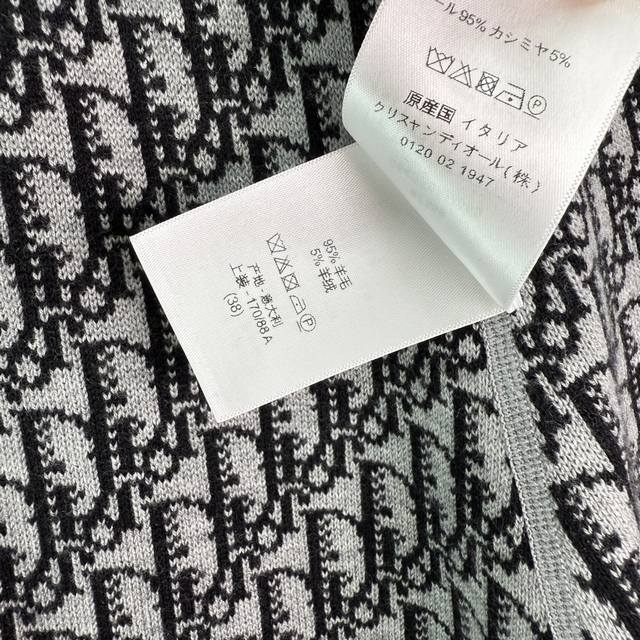 ール95% カシミヤ5%
原産国 イタリア
クリスチャンディオール(株)
0120 02 1947
95% 羊毛
5% 羊绒
产地:意大利
上装 - 170/88A
(38)